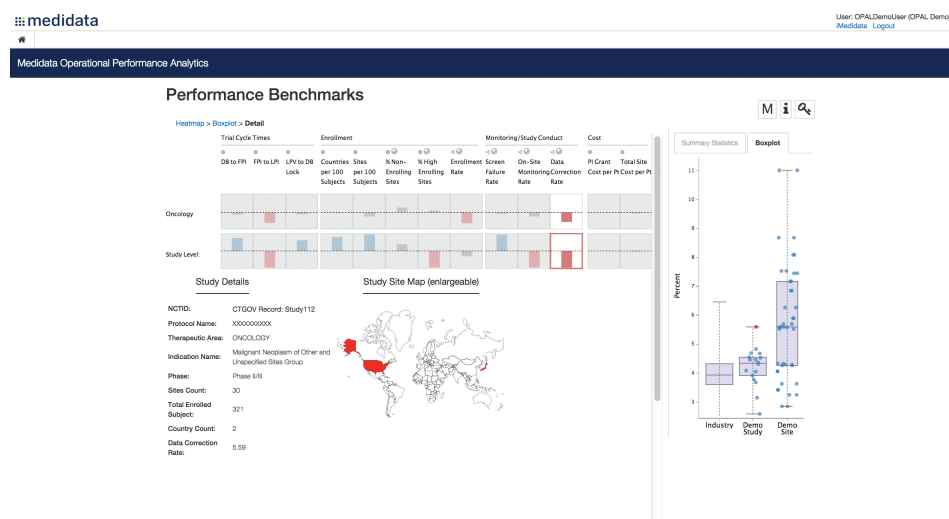 medidata
User: OPALDemoUser (OPAL Demo
iMedidata Logout
Medidata Operational Performance Analytics
Performance Benchmarks
M i
Heatmap > Boxplot > Detail
Trial Cycle Times Enrollment Monitoring/Study Conduct Cost
DB to FPI FPI to LPI LPV to DB Lock Countries per 100 Subjects Sites per 100 Subjects % Non-Enrolling Sites % High Enrolling Sites Enrollment Rate Screen Failure Rate On-Site Monitoring Rate Data Correction Rate PI Grant Cost per Pt Total Site Cost per Pt
Oncology
Study Level:
Study Details
Study Site Map (enlargeable)
NCTID: CTGOV Record: Study112
Protocol Name: XXXXXXXXXX
Therapeutic Area: ONCOLOGY
Indication Name: Malignant Neoplasm of Other and
Unspecified Sites Group
Phase: Phase II/III
Sites Count: 30
Total Enrolled
Subject: 321
Country Count: 2
Data Correction
Rate: 5.59
Summary Statistics Boxplot
Percent
11
10
9
8
7
6
5
4
3
Industry Demo Study Demo Site